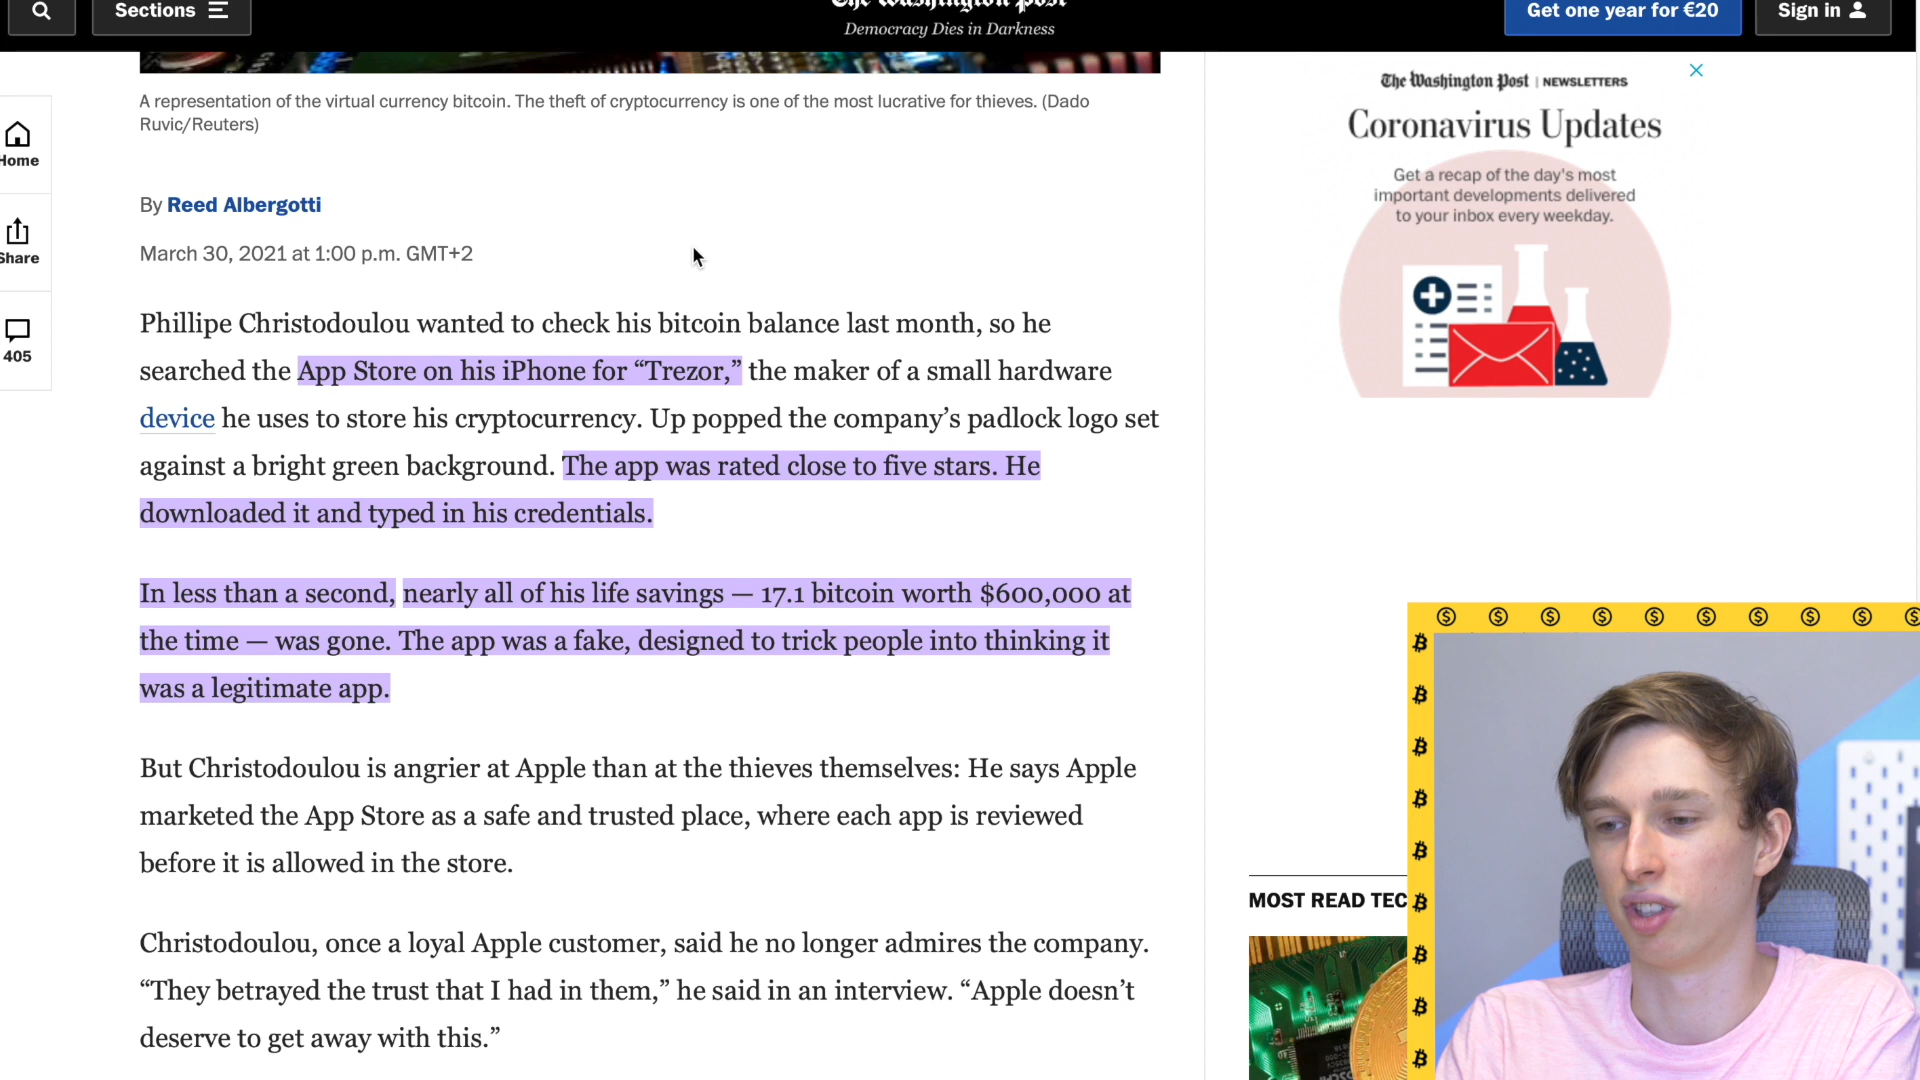 Sections
The Washington Post
Democracy Dies in Darkness
Get one year for €20
Sign in
Home
Share
405
A representation of the virtual currency bitcoin. The theft of cryptocurrency is one of the most lucrative for thieves. (Dado
Ruvic/Reuters)
By Reed Albergotti
March 30, 2021 at 1:00 p.m. GMT+2
Phillipe Christodoulou wanted to check his bitcoin balance last month, so he
searched the App Store on his iPhone for “Trezor,” the maker of a small hardware
device he uses to store his cryptocurrency. Up popped the company’s padlock logo set
against a bright green background. The app was rated close to five stars. He
downloaded it and typed in his credentials.
In less than a second, nearly all of his life savings — 17.1 bitcoin worth $600,000 at
the time — was gone. The app was a fake, designed to trick people into thinking it
was a legitimate app.
But Christodoulou is angrier at Apple than at the thieves themselves: He says Apple
marketed the App Store as a safe and trusted place, where each app is reviewed
before it is allowed in the store.
Christodoulou, once a loyal Apple customer, said he no longer admires the company.
“They betrayed the trust that I had in them,” he said in an interview. “Apple doesn’t
deserve to get away with this.”
The Washington Post | NEWSLETTERS
Coronavirus Updates
Get a recap of the day's most
important developments delivered
to your inbox every weekday.
MOST READ TEC